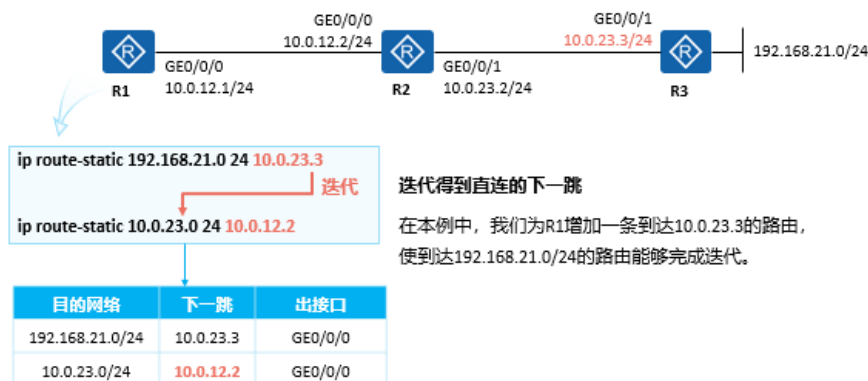 GE0/0/0
10.0.12.2/24
GE0/0/1
10.0.23.3/24
192.168.21.0/24
R
R
R
GE0/0/0
10.0.12.1/24
GE0/0/1
10.0.23.2/24
R1
R2
R3
ip route-static 192.168.21.0 24 10.0.23.3
迭代
ip route-static 10.0.23.0 24 10.0.12.2
迭代得到直连的下一跳
在本例中，我们为R1增加一条到达10.0.23.3的路由，
使到达192.168.21.0/24的路由能够完成迭代。
目的网络 下一跳 出接口
192.168.21.0/24 10.0.23.3 GE0/0/0
10.0.23.0/24 10.0.12.2 GE0/0/0